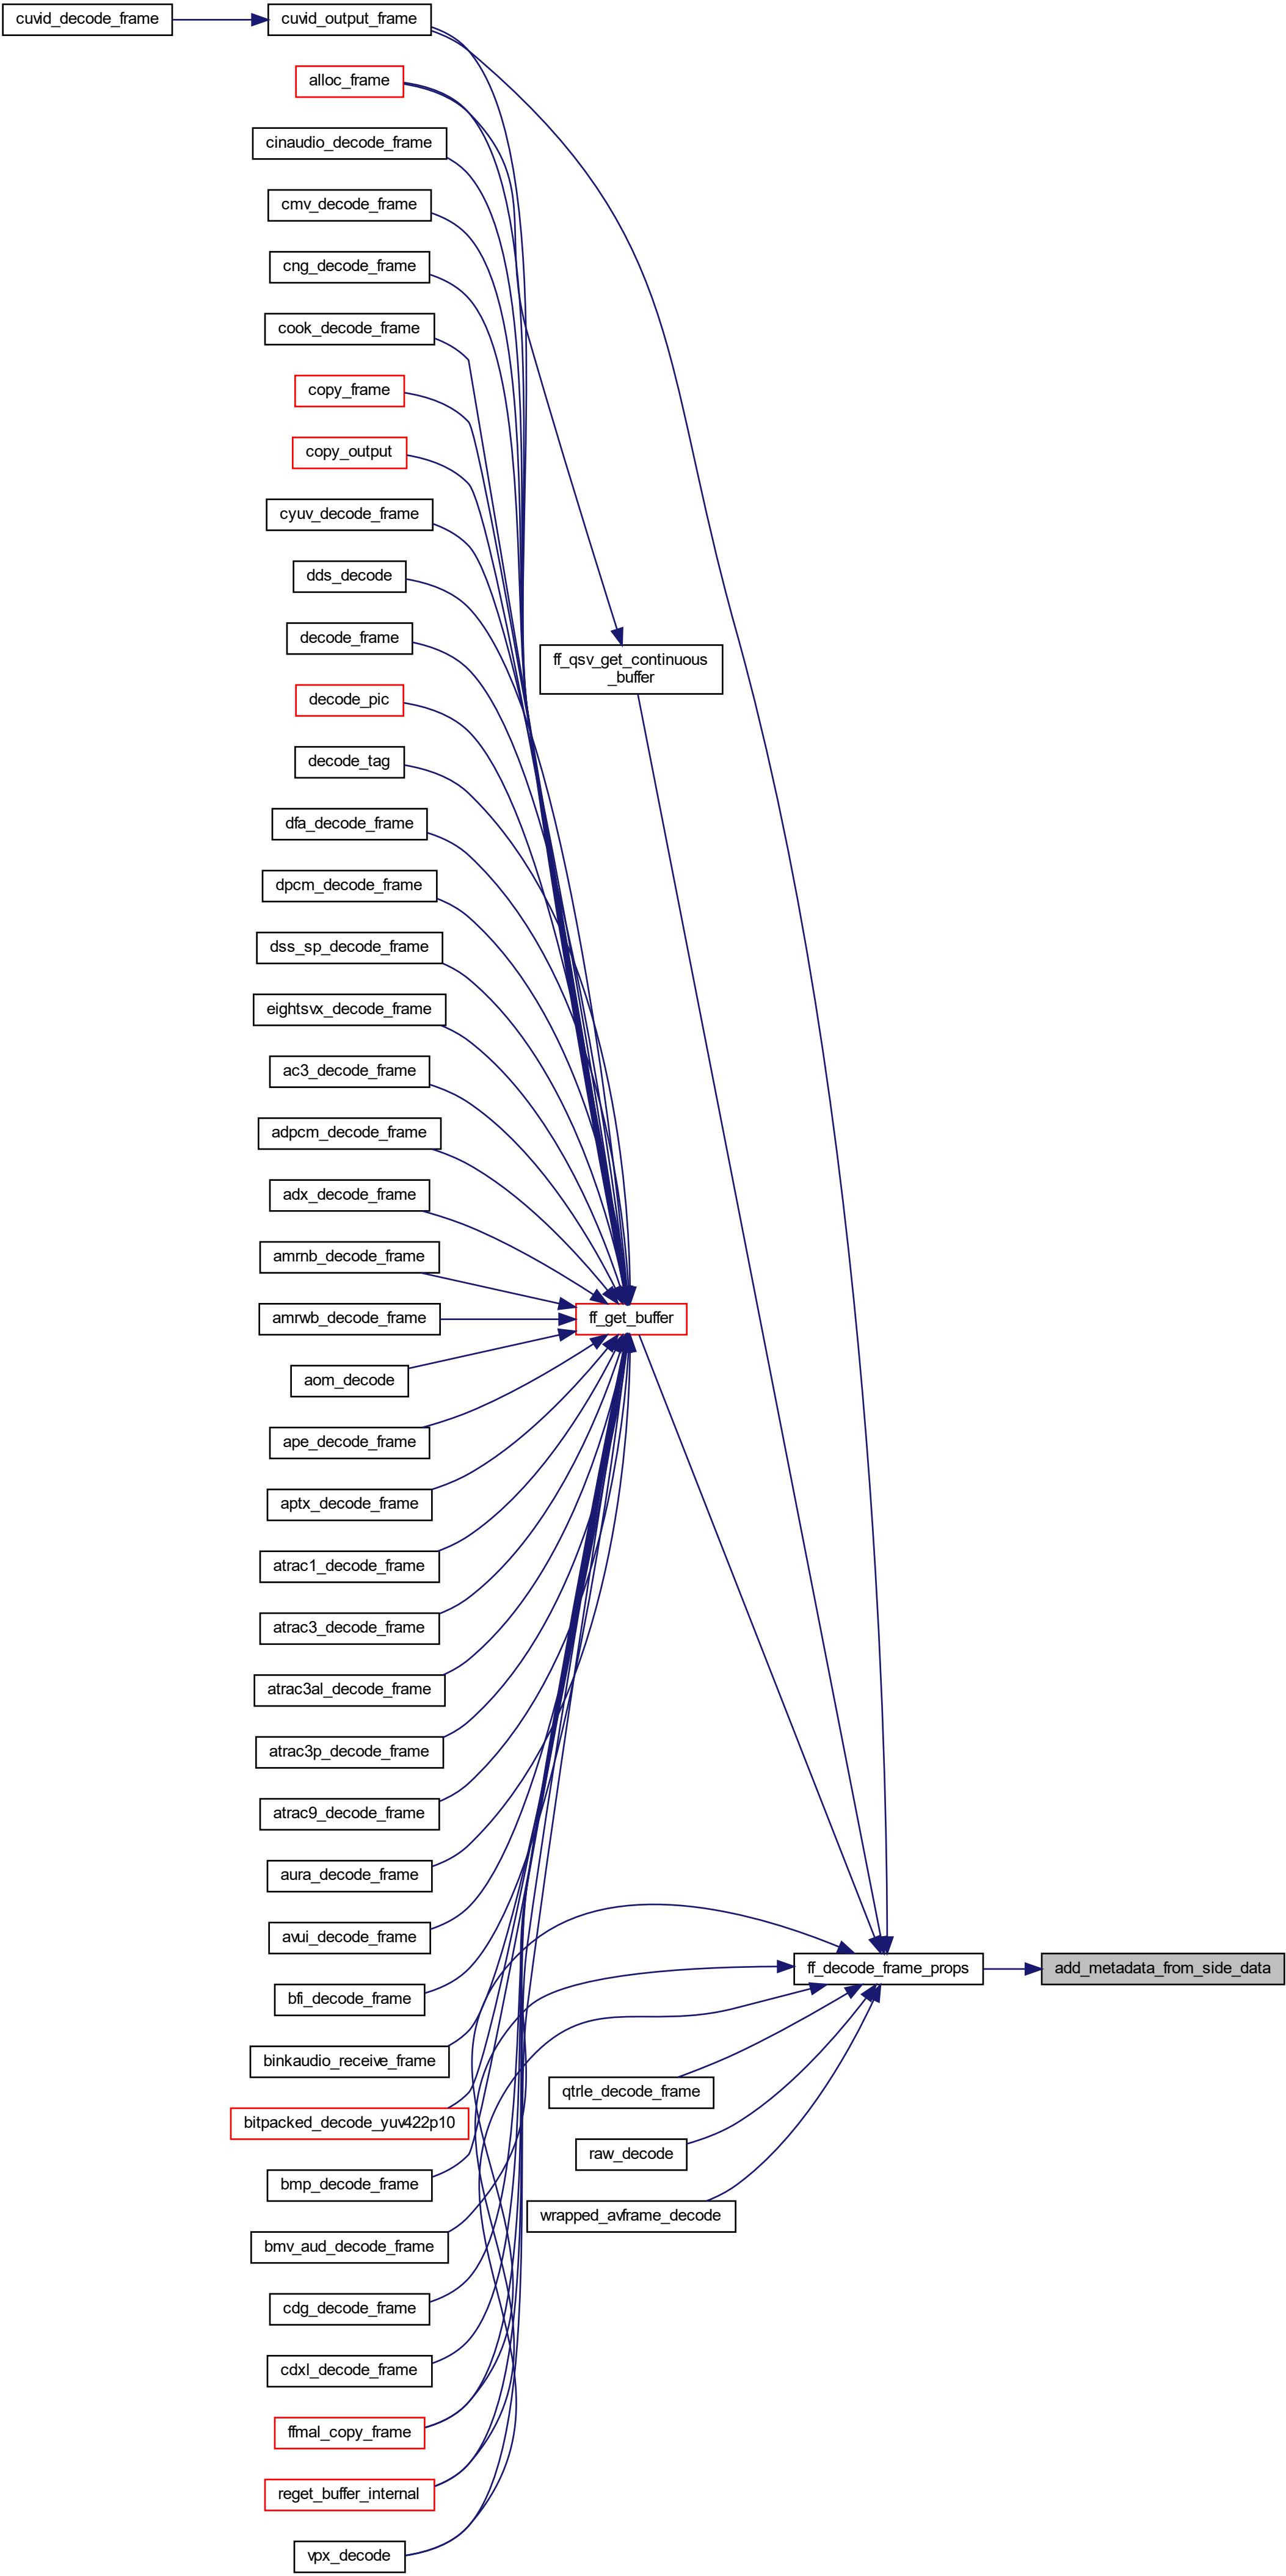 cuvid_decode_frame
cuvid_output_frame
alloc_frame
cinaudio_decode_frame
cmv_decode_frame
cng_decode_frame
cook_decode_frame
copy_frame
copy_output
cyuv_decode_frame
dds_decode
decode_frame
ff_qsv_get_continuous
_buffer
decode_pic
decode_tag
dfa_decode_frame
dpcm_decode_frame
dss_sp_decode_frame
eightsvx_decode_frame
ac3_decode_frame
adpcm_decode_frame
adx_decode_frame
amrnb_decode_frame
amrwb_decode_frame
ff_get_buffer
aom_decode
ape_decode_frame
aptx_decode_frame
atrac1_decode_frame
atrac3_decode_frame
atrac3al_decode_frame
atrac3p_decode_frame
atrac9_decode_frame
aura_decode_frame
avui_decode_frame
ff_decode_frame_props
add_metadata_from_side_data
bfi_decode_frame
binkaudio_receive_frame
qtrle_decode_frame
bitpacked_decode_yuv422p10
raw_decode
bmp_decode_frame
wrapped_avframe_decode
bmv_aud_decode_frame
cdg_decode_frame
cdxl_decode_frame
ffmal_copy_frame
reget_buffer_internal
vpx_decode